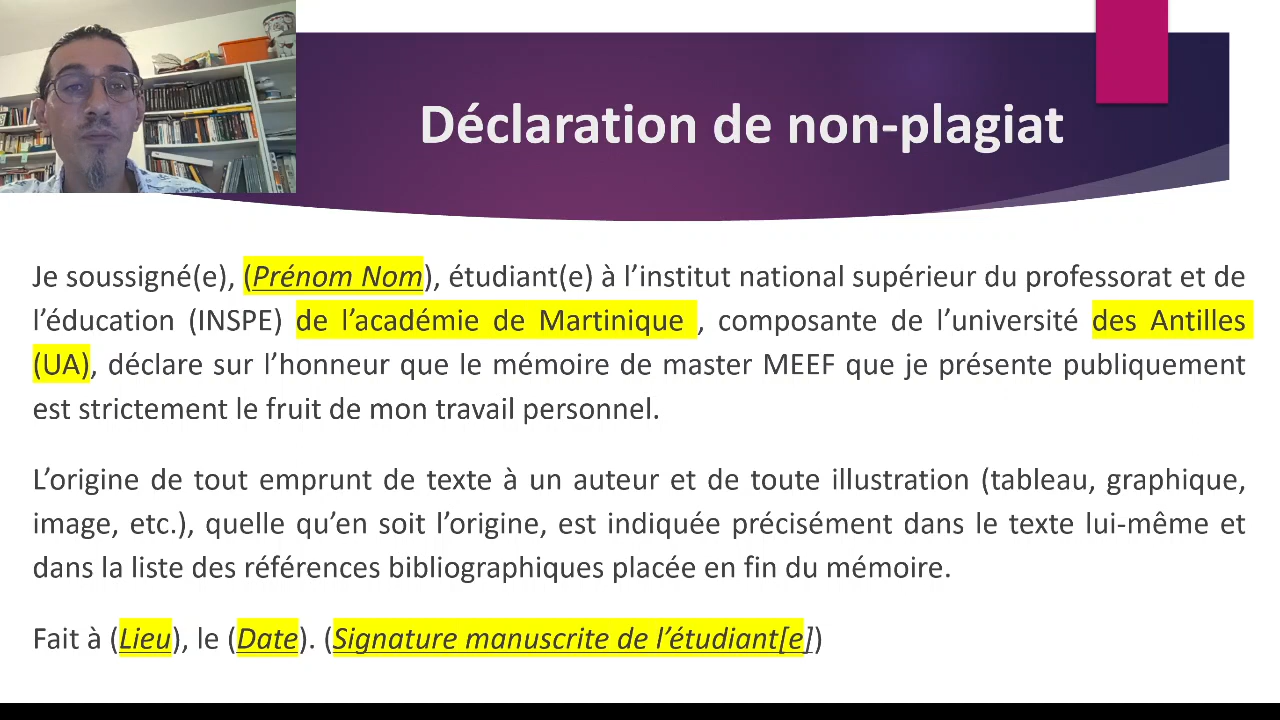 Déclaration de non-plagiat
Je soussigné(e), (Prénom Nom), étudiant(e) à l’institut national supérieur du professorat et de
l’éducation (INSPE) de l’académie de Martinique , composante de l’université des Antilles
(UA), déclare sur l’honneur que le mémoire de master MEEF que je présente publiquement
est strictement le fruit de mon travail personnel.
L’origine de tout emprunt de texte à un auteur et de toute illustration (tableau, graphique,
image, etc.), quelle qu’en soit l’origine, est indiquée précisément dans le texte lui-même et
dans la liste des références bibliographiques placée en fin du mémoire.
Fait à (Lieu), le (Date). (Signature manuscrite de l’étudiant[e])